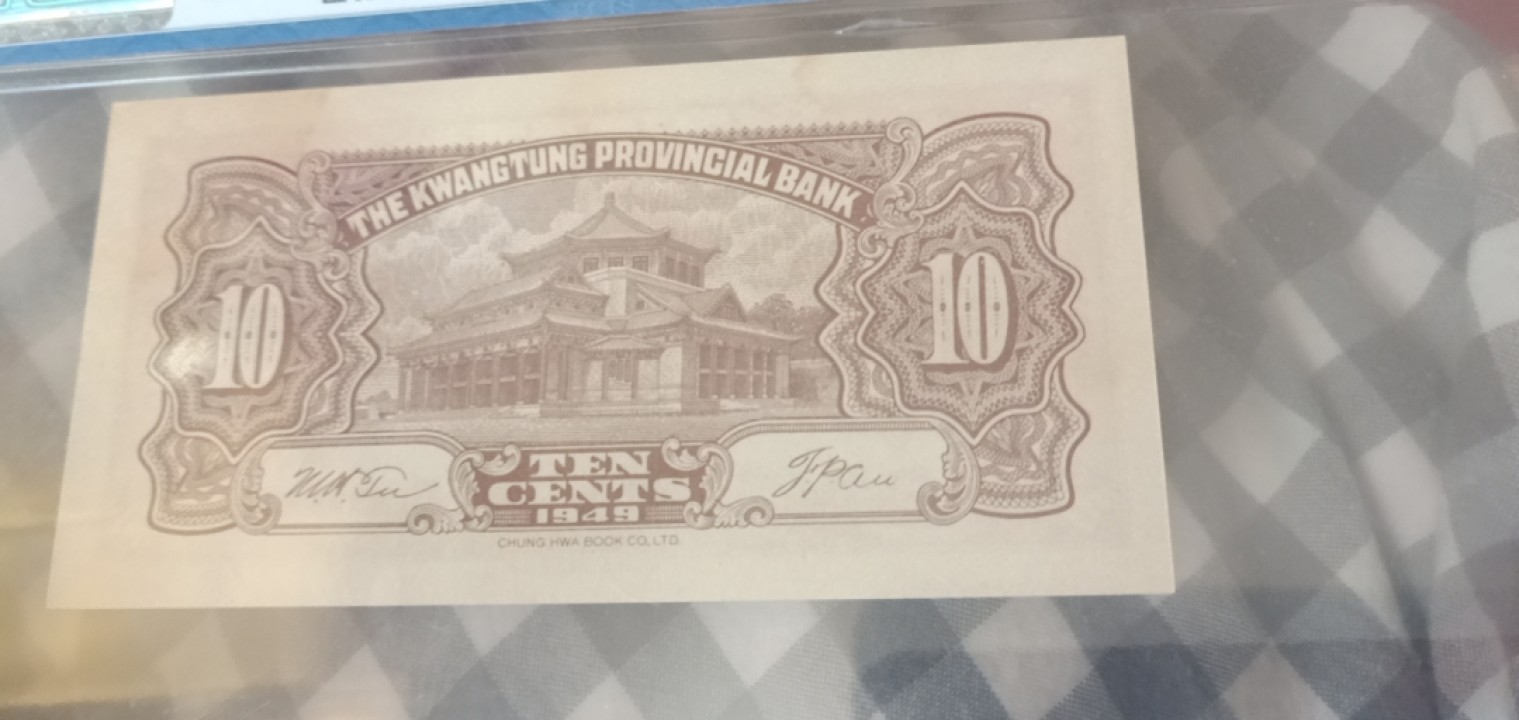 THE KWANGTUNG PROVINCIAL BANK
10
10
TEN
CENTS
1949
CHUNG HWA BOOK CO., LTD.